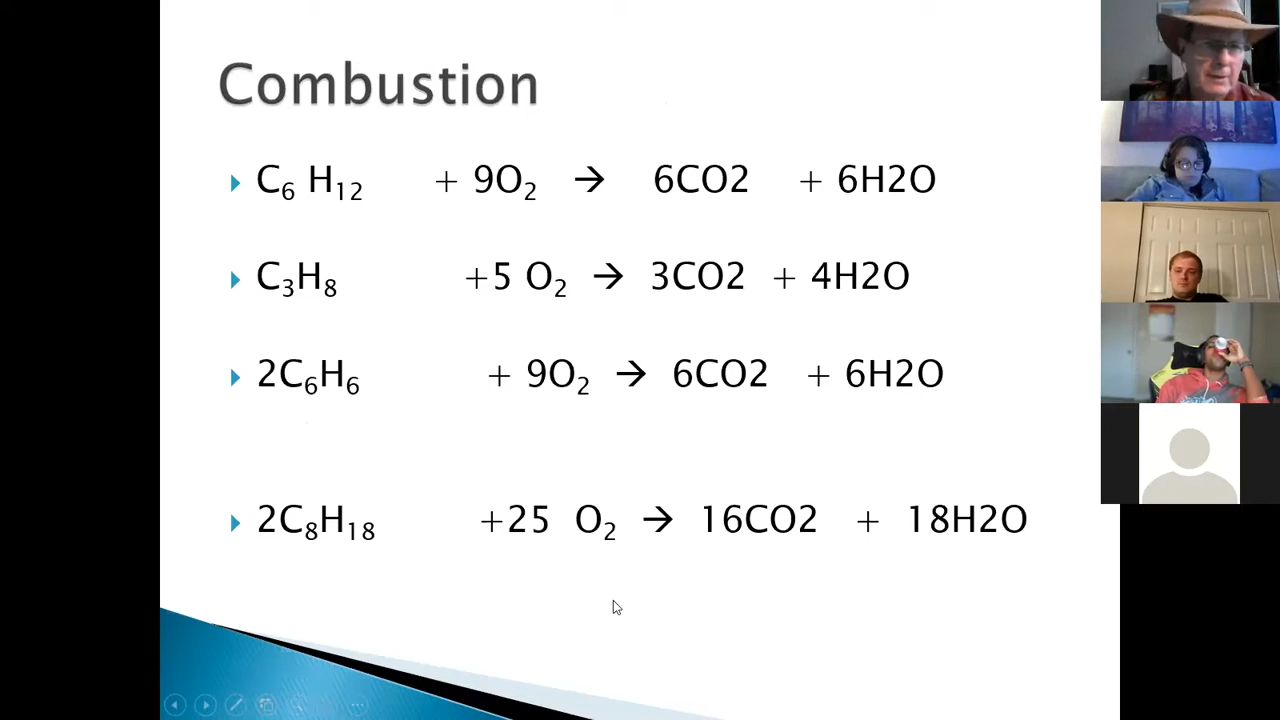 Combustion
C₆ H₁₂ + 9O₂ → 6CO2 + 6H2O
C₃H₈ +5 O₂ → 3CO2 + 4H2O
2C₆H₆ + 9O₂ → 6CO2 + 6H2O
2C₈H₁₈ +25 O₂ → 16CO2 + 18H2O